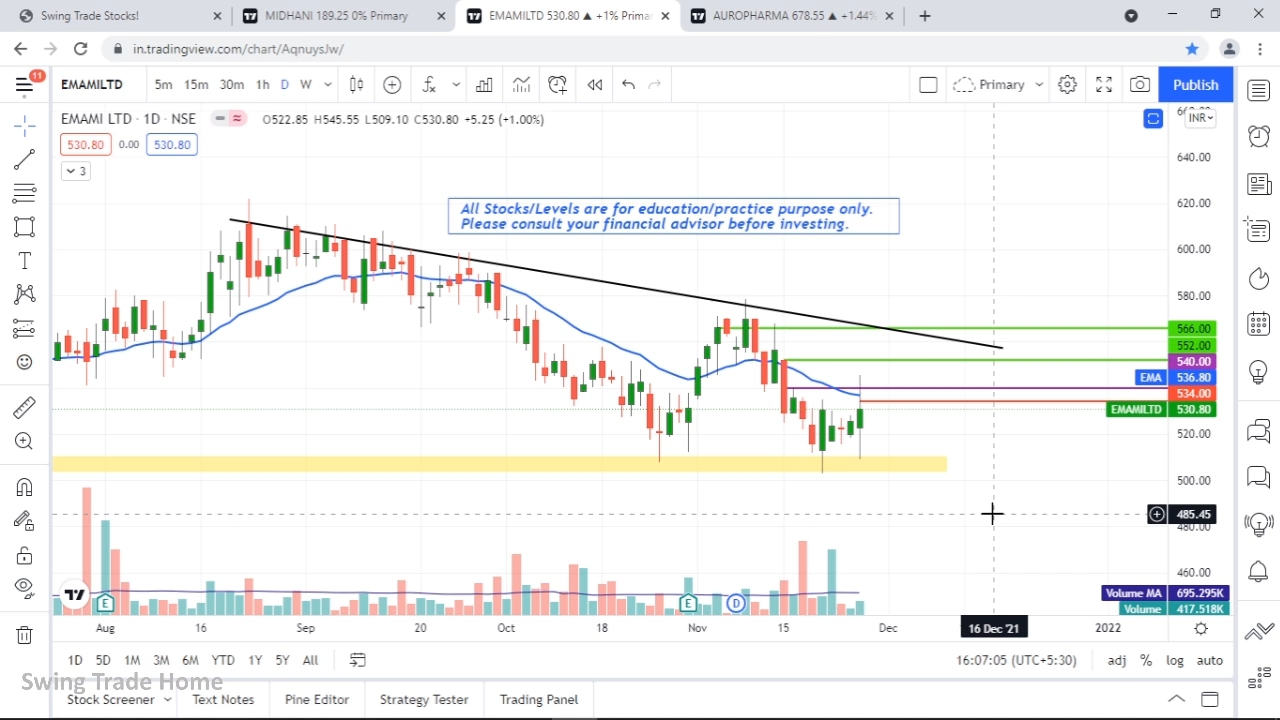 Swing Trade Stocks!
MIDHANI 189.25 0% Primary
EMAMILTD 530.80 ▲ +1% Prima
AUROPHARMA 678.55 ▲ +1.44%
in.tradingview.com/chart/AqnuysJw/
11
EMAMILTD
5m 15m 30m 1h D W
Primary
Publish
EMAMI LTD · 1D · NSE
O522.85 H545.55 L509.10 C530.80 +5.25 (+1.00%)
INR
530.80 0.00 530.80
3
640.00
620.00
All Stocks/Levels are for education/practice purpose only.
Please consult your financial advisor before investing.
600.00
580.00
566.00
552.00
540.00
EMA 536.80
534.00
EMAMILTD 530.80
520.00
500.00
485.45
480.00
460.00
Volume MA 695.295K
Volume 417.518K
E
E
D
Aug 16 Sep 20 Oct 18 Nov 15 Dec 16 Dec '21 2022
1D 5D 1M 3M 6M YTD 1Y 5Y All
16:07:05 (UTC+5:30) adj % log auto
Swing Trade Home
Stock Screener Text Notes Pine Editor Strategy Tester Trading Panel